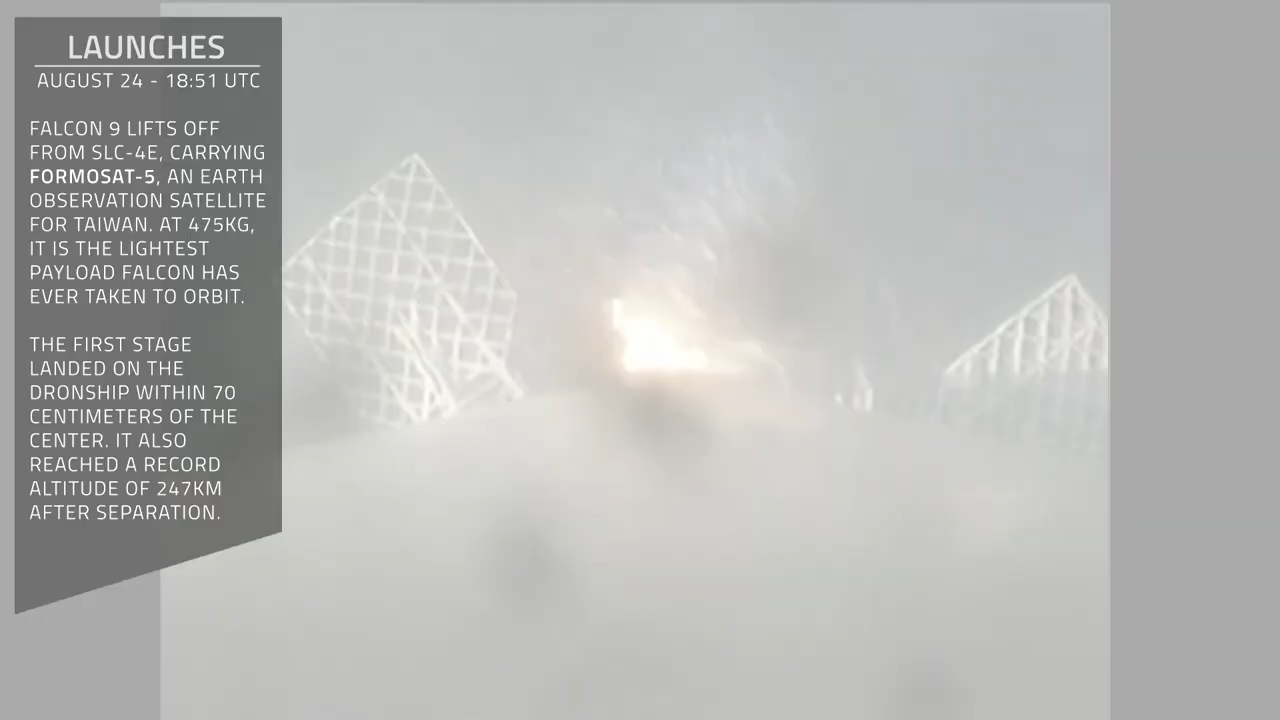 LAUNCHES
AUGUST 24 - 18:51 UTC
FALCON 9 LIFTS OFF
FROM SLC-4E, CARRYING
FORMOSAT-5, AN EARTH
OBSERVATION SATELLITE
FOR TAIWAN. AT 475KG,
IT IS THE LIGHTEST
PAYLOAD FALCON HAS
EVER TAKEN TO ORBIT.
THE FIRST STAGE
LANDED ON THE
DRONSHIP WITHIN 70
CENTIMETERS OF THE
CENTER. IT ALSO
REACHED A RECORD
ALTITUDE OF 247KM
AFTER SEPARATION.